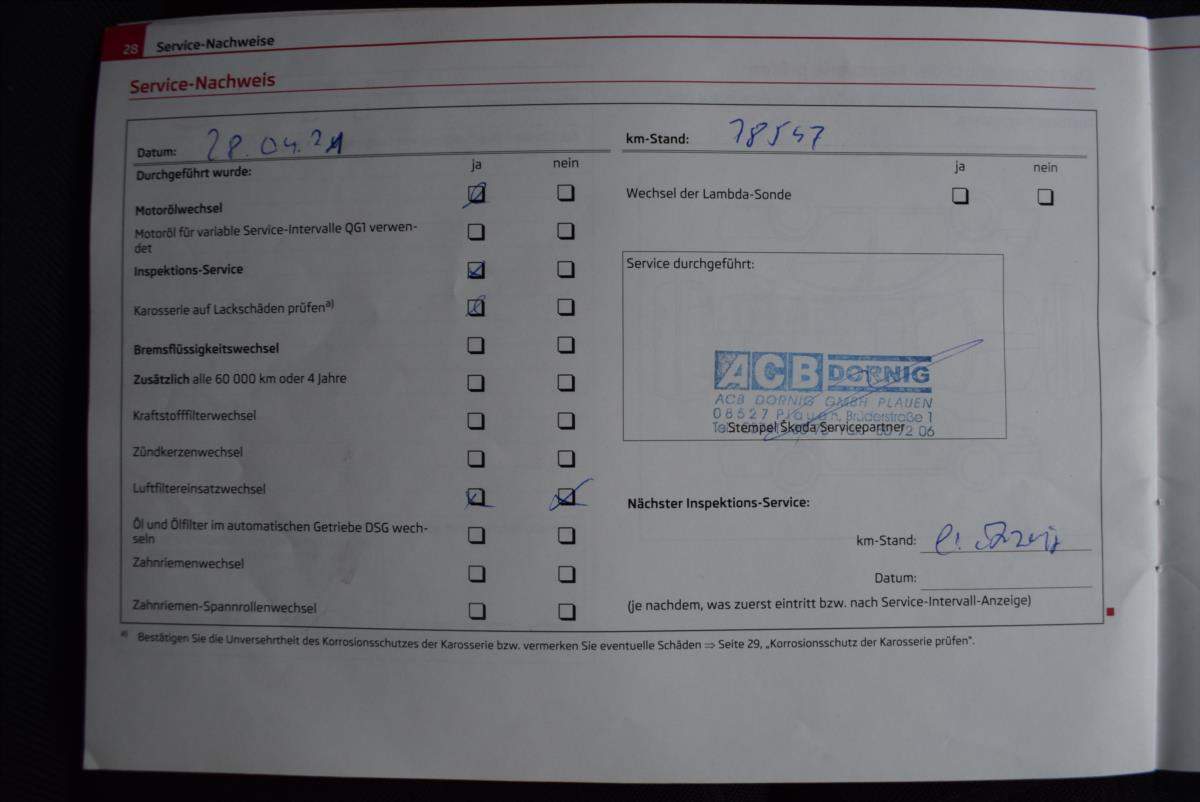 28 Service-Nachweise
Service-Nachweis
Datum: 28.04.21
Durchgeführt wurde:
ja nein
Motorölwechsel
Motoröl für variable Service-Intervalle QG1 verwen-
det
Inspektions-Service
Karosserie auf Lackschäden prüfen a)
Bremsflüssigkeitswechsel
Zusätzlich alle 60 000 km oder 4 Jahre
Kraftstofffilterwechsel
Zündkerzenwechsel
Luftfiltereinsatzwechsel
Öl und Ölfilter im automatischen Getriebe DSG wech-
seln
Zahnriemenwechsel
Zahnriemen-Spannrollenwechsel
km-Stand: 78547
ja nein
Wechsel der Lambda-Sonde
Service durchgeführt:
ACB DORNIG
ACB DORNIG GMBH PLAUEN
08527 Plauen, Brüderstraße 1
Stempel Škoda Servicepartner
Nächster Inspektions-Service:
km-Stand:
Datum:
(je nachdem, was zuerst eintritt bzw. nach Service-Intervall-Anzeige)
a) Bestätigen Sie die Unversehrtheit des Korrosionsschutzes der Karosserie bzw. vermerken Sie eventuelle Schäden ⇒ Seite 29, „Korrosionsschutz der Karosserie prüfen".